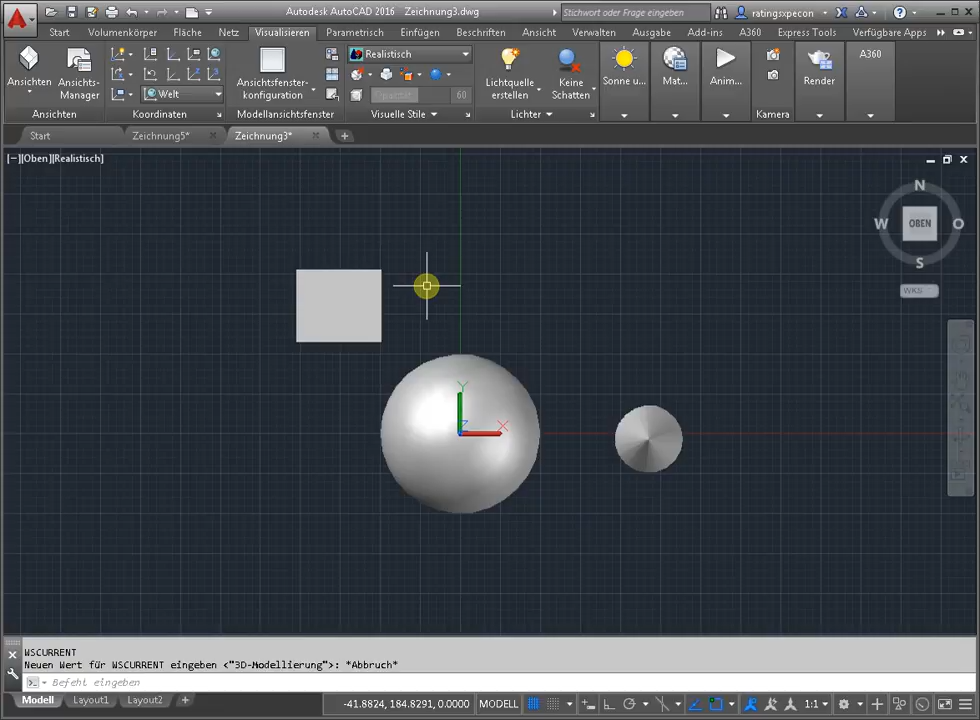 Autodesk AutoCAD 2016 Zeichnung3.dwg
Stichwort oder Frage eingeben
ratingsxpecon
Start Volumenkörper Fläche Netz Visualisieren Parametrisch Einfügen Beschriften Ansicht Verwalten Ausgabe Add-ins A360 Express Tools Verfügbare Apps
Realistisch
Ansichten
Ansichts-Manager
Welt
Ansichtsfenster-konfiguration
Opazität 60
Lichtquelle erstellen
Keine Schatten
Sonne u...
Mat...
Anim...
Render
A360
Ansichten Koordinaten Modellansichtsfenster Visuelle Stile Lichter Kamera
Start Zeichnung5* Zeichnung3*
[−][Oben][Realistisch]
N
W OBEN O
S
WKS
Y
Z X
WSCURRENT
Neuen Wert für WSCURRENT eingeben <"3D-Modellierung">: *Abbruch*
Befehl eingeben
Modell Layout1 Layout2 +
-41.8824, 184.8291, 0.0000 MODELL 1:1